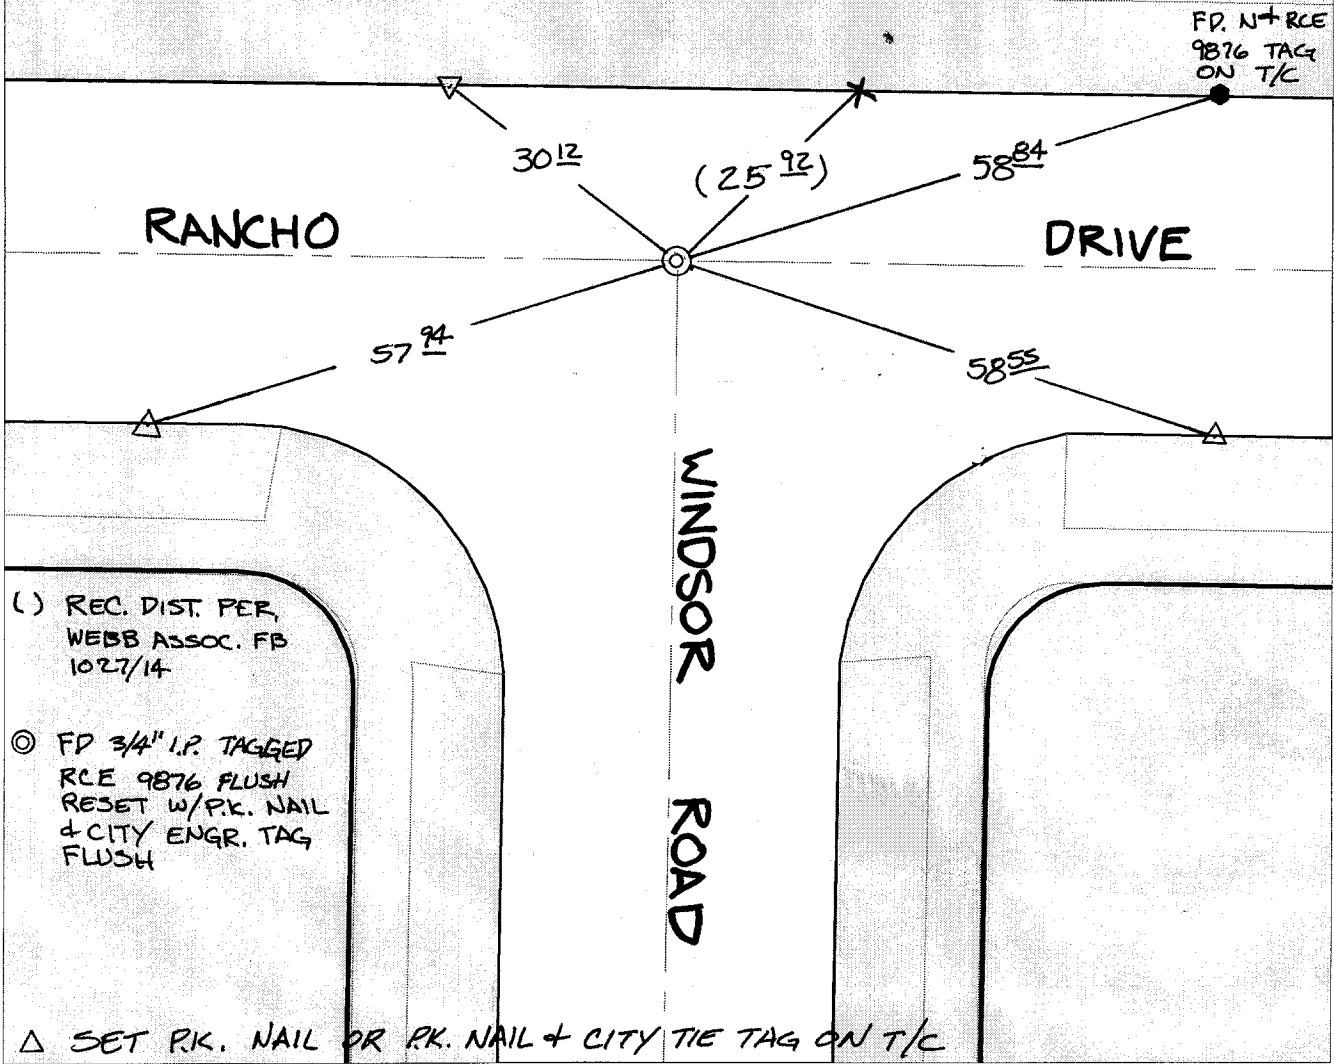 FD. N+ RCE
9876 TAG
ON T/C
30 12
(25 92)
58 84
RANCHO DRIVE
57 94
58 55
WINDSOR ROAD
( ) REC. DIST. PER,
WEBB ASSOC. FB
1027/14
FD 3/4" I.P. TAGGED
RCE 9876 FLUSH
RESET W/P.K. NAIL
& CITY ENGR. TAG
FLUSH
△ SET P.K. NAIL OR P.K. NAIL & CITY TIE TAG ON T/C